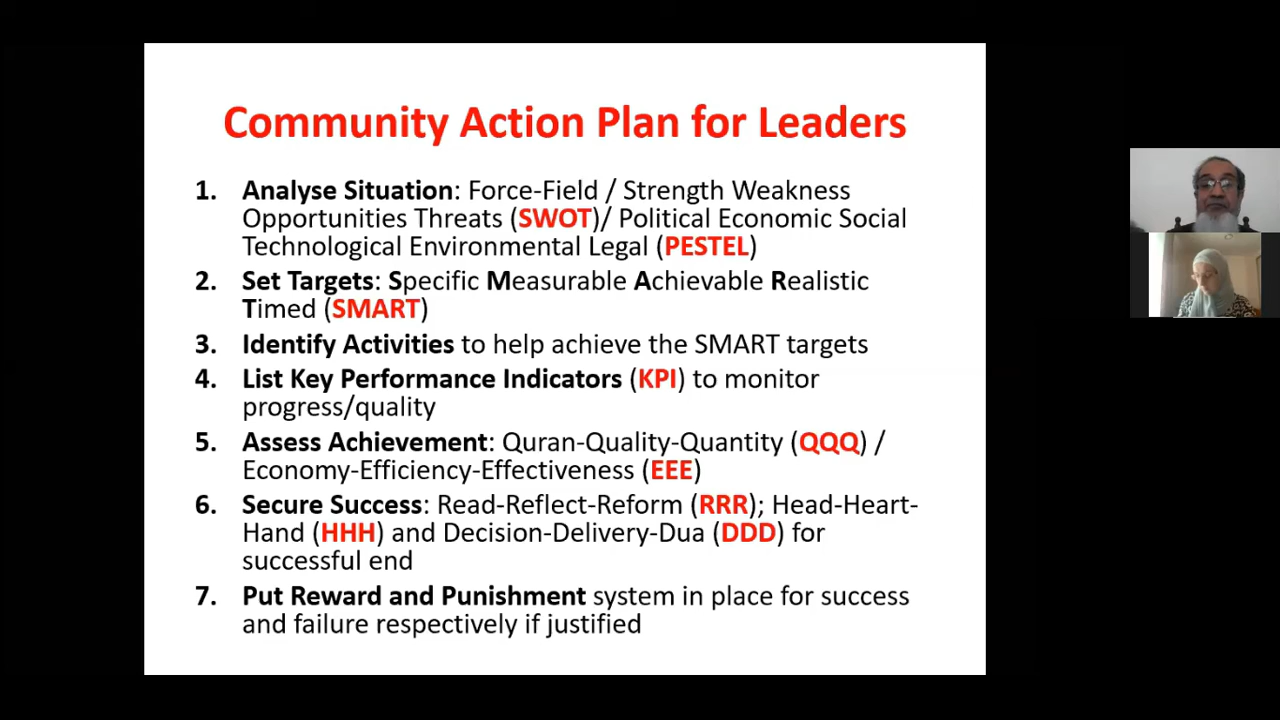 Community Action Plan for Leaders
1. Analyse Situation: Force-Field / Strength Weakness
Opportunities Threats (SWOT)/ Political Economic Social
Technological Environmental Legal (PESTEL)
2. Set Targets: Specific Measurable Achievable Realistic
Timed (SMART)
3. Identify Activities to help achieve the SMART targets
4. List Key Performance Indicators (KPI) to monitor
progress/quality
5. Assess Achievement: Quran-Quality-Quantity (QQQ) /
Economy-Efficiency-Effectiveness (EEE)
6. Secure Success: Read-Reflect-Reform (RRR); Head-Heart-
Hand (HHH) and Decision-Delivery-Dua (DDD) for
successful end
7. Put Reward and Punishment system in place for success
and failure respectively if justified